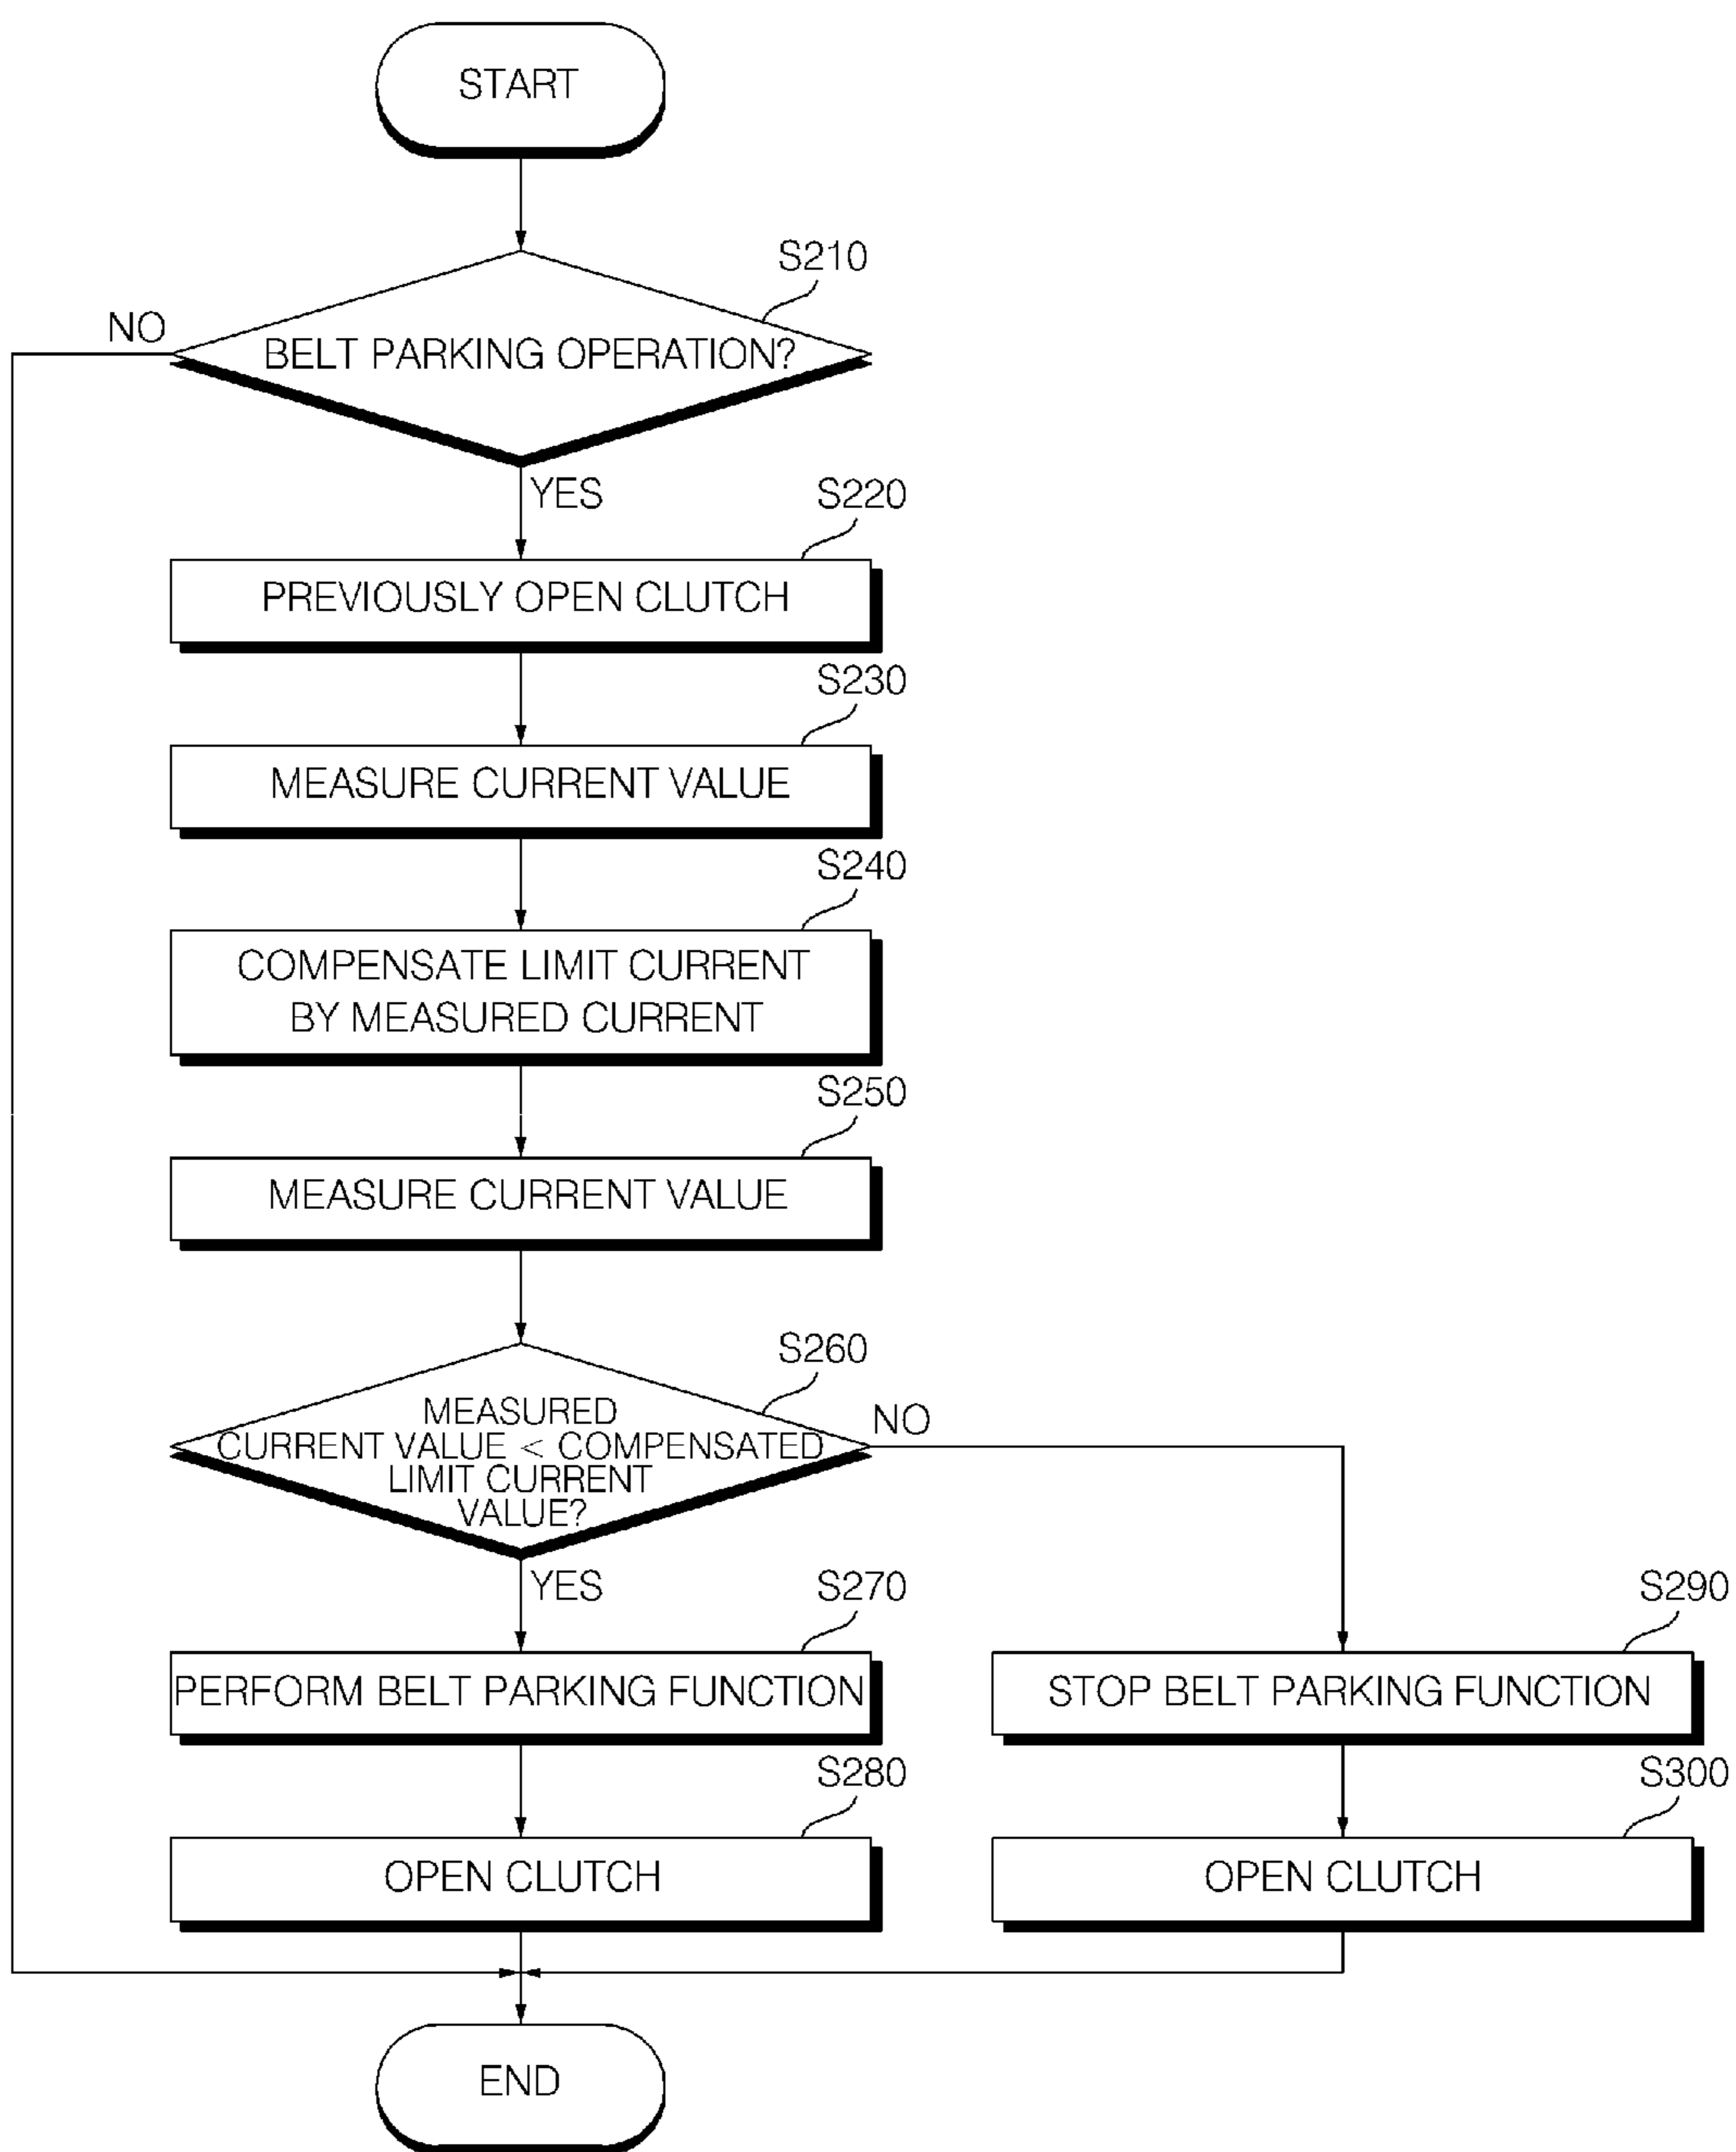 START
S210
NO
BELT PARKING OPERATION?
YES
S220
PREVIOUSLY OPEN CLUTCH
S230
MEASURE CURRENT VALUE
S240
COMPENSATE LIMIT CURRENT
BY MEASURED CURRENT
S250
MEASURE CURRENT VALUE
S260
MEASURED
CURRENT VALUE < COMPENSATED
LIMIT CURRENT
VALUE?
NO
YES
S270
PERFORM BELT PARKING FUNCTION
S290
STOP BELT PARKING FUNCTION
S280
OPEN CLUTCH
S300
OPEN CLUTCH
END